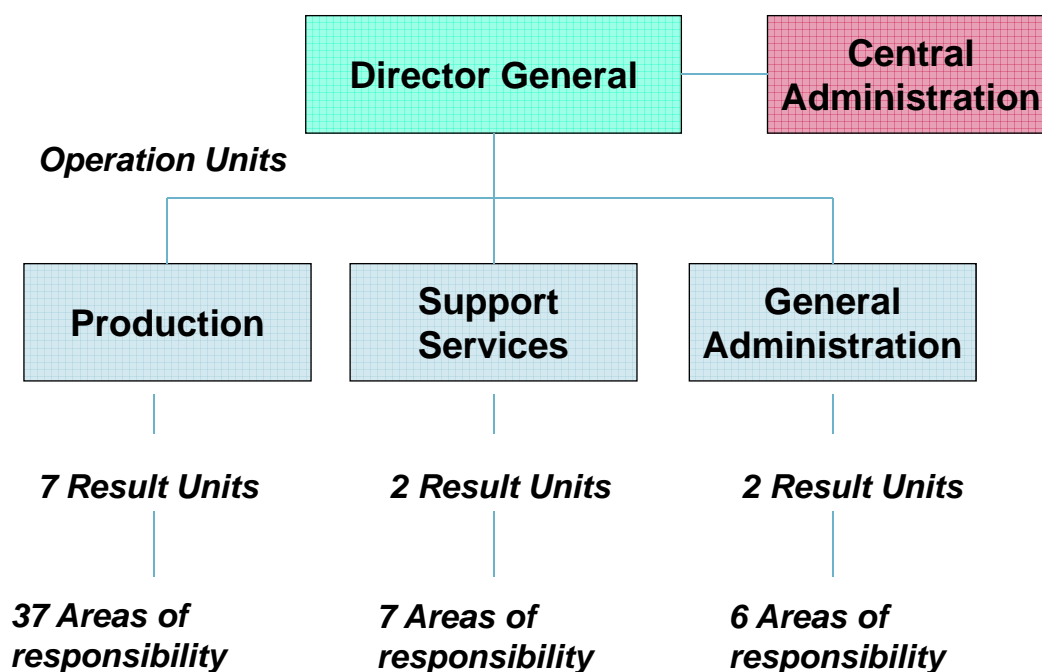 Director General
Central
Administration
Operation Units
Production
Support
Services
General
Administration
7 Result Units
2 Result Units
2 Result Units
37 Areas of
responsibility
7 Areas of
responsibility
6 Areas of
responsibility